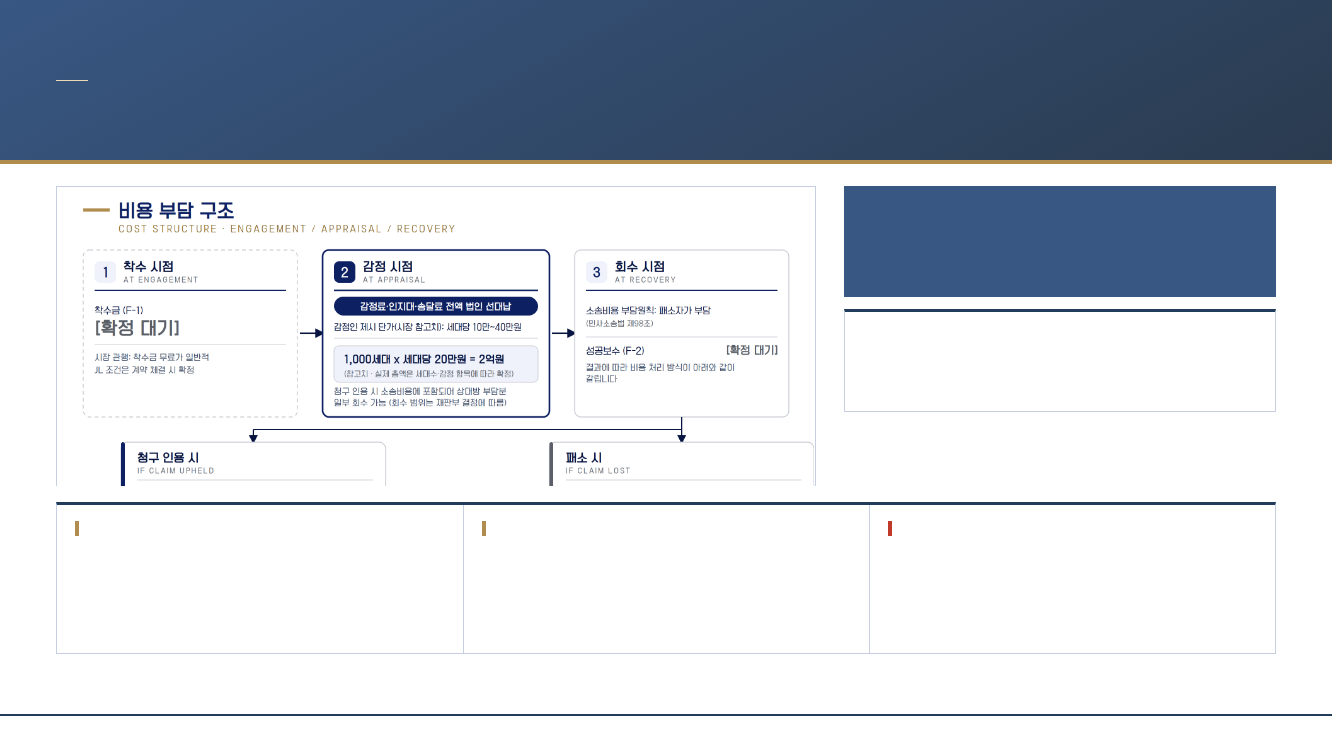 비용 부담 구조
COST STRUCTURE · ENGAGEMENT / APPRAISAL / RECOVERY
1
착수 시점
AT ENGAGEMENT
착수금 (F-1)
[확정 대기]
시장 관행: 착수금 무료가 일반적
JL 조건은 계약 체결 시 확정
2
감정 시점
AT APPRAISAL
감정료·인지대·송달료 전액 법인 선대납
감정인 제시 단가(시장 참고치): 세대당 10만~40만원
1,000세대 x 세대당 20만원 = 2억원
(참고치 · 실제 총액은 세대수·감정 항목에 따라 확정)
청구 인용 시 소송비용에 포함되어 상대방 부담분
일부 회수 가능 (회수 범위는 재판부 결정에 따름)
3
회수 시점
AT RECOVERY
소송비용 부담원칙: 패소자가 부담
(민사소송법 제98조)
성공보수 (F-2) [확정 대기]
결과에 따라 비용 처리 방식이 아래와 같이
갈립니다
청구 인용 시
IF CLAIM UPHELD
패소 시
IF CLAIM LOST